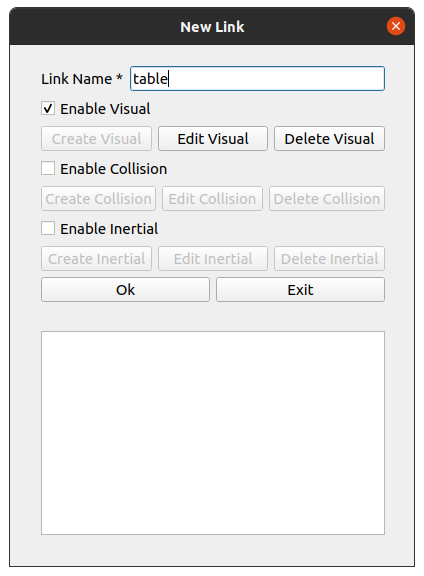 New Link
Link Name * table
Enable Visual
Create Visual Edit Visual Delete Visual
Enable Collision
Create Collision Edit Collision Delete Collision
Enable Inertial
Create Inertial Edit Inertial Delete Inertial
Ok Exit